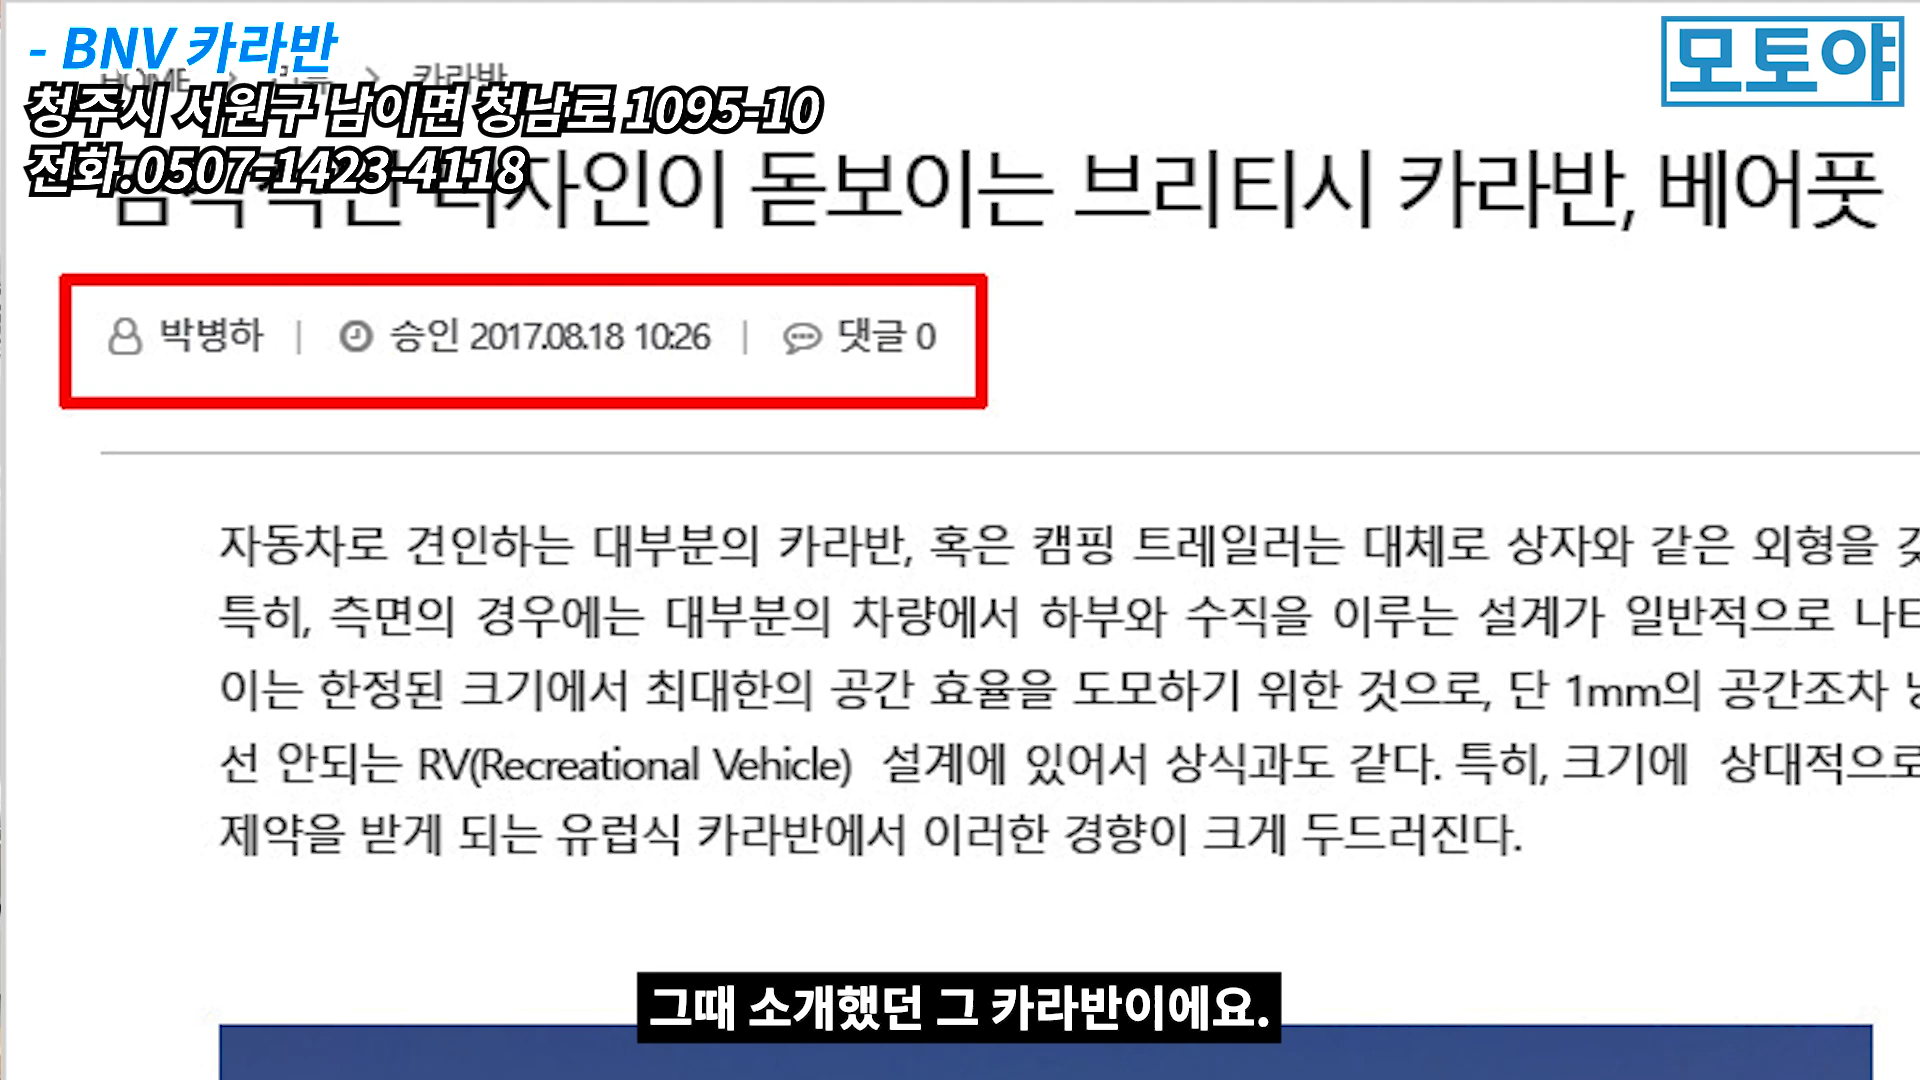 - BNV 카라반
모토야
HOME > 리뷰 > 카라반
청주시 서원구 남이면 청남로 1095-10
전화.0507-1423-4118
디자인이 돋보이는 브리티시 카라반, 베어풋
박병하 | 승인 2017.08.18 10:26 | 댓글 0
자동차로 견인하는 대부분의 카라반, 혹은 캠핑 트레일러는 대체로 상자와 같은 외형을
특히, 측면의 경우에는 대부분의 차량에서 하부와 수직을 이루는 설계가 일반적으로
이는 한정된 크기에서 최대한의 공간 효율을 도모하기 위한 것으로, 단 1mm의 공간조차
선 안되는 RV(Recreational Vehicle) 설계에 있어서 상식과도 같다. 특히, 크기에 상대적으로
제약을 받게 되는 유럽식 카라반에서 이러한 경향이 크게 두드러진다.
그때 소개했던 그 카라반이에요.